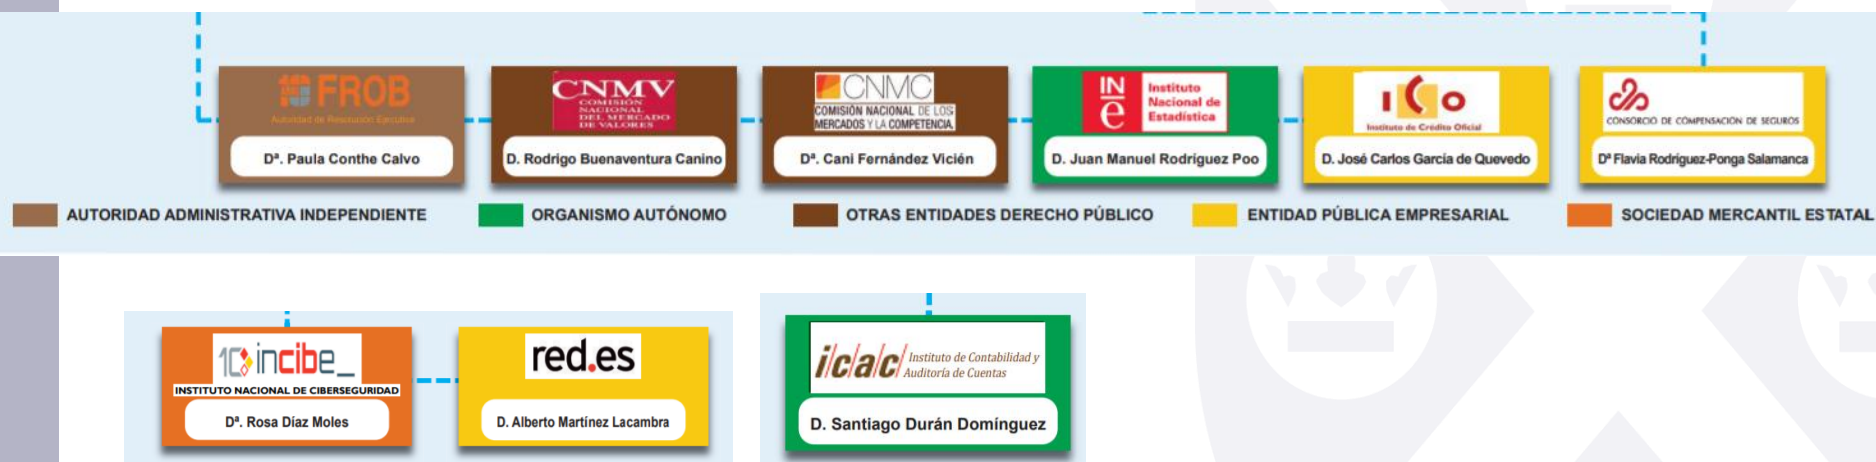 FROB
Autoridad de Resolución Ejecutiva
Dª. Paula Conthe Calvo
CNMV
COMISIÓN
NACIONAL
DEL MERCADO
DE VALORES
D. Rodrigo Buenaventura Canino
CNMC
COMISIÓN NACIONAL DE LOS
MERCADOS Y LA COMPETENCIA
Dª. Cani Fernández Vicién
INe
Instituto
Nacional de
Estadística
D. Juan Manuel Rodríguez Poo
ICO
Instituto de Crédito Oficial
D. José Carlos García de Quevedo
CONSORCIO DE COMPENSACIÓN DE SEGUROS
Dª Flavia Rodríguez-Ponga Salamanca
AUTORIDAD ADMINISTRATIVA INDEPENDIENTE
ORGANISMO AUTÓNOMO
OTRAS ENTIDADES DERECHO PÚBLICO
ENTIDAD PÚBLICA EMPRESARIAL
SOCIEDAD MERCANTIL ESTATAL
10 incibe_
INSTITUTO NACIONAL DE CIBERSEGURIDAD
Dª. Rosa Díaz Moles
red.es
D. Alberto Martínez Lacambra
icac
Instituto de Contabilidad y
Auditoría de Cuentas
D. Santiago Durán Domínguez